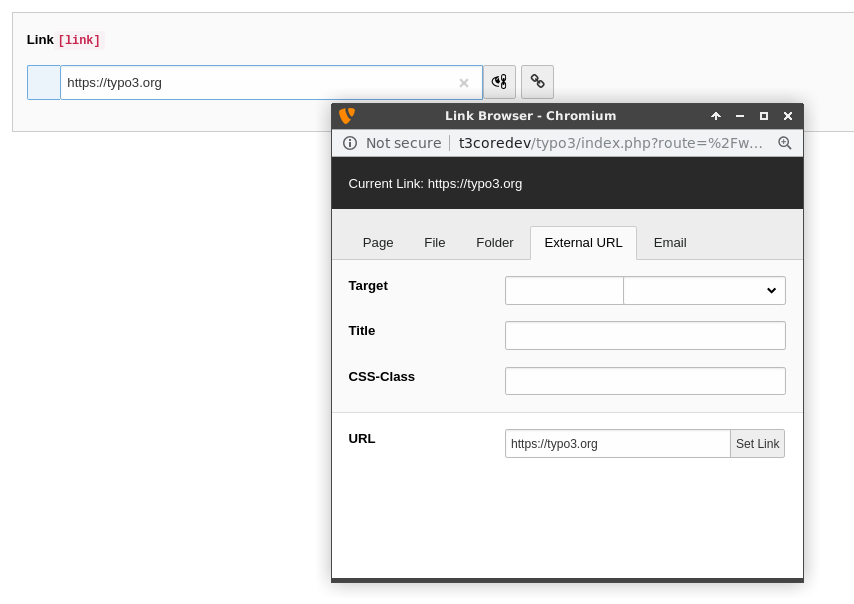 Link [link]
https://typo3.org
Link Browser - Chromium
Not secure t3coredev/typo3/index.php?route=%2Fw...
Current Link: https://typo3.org
Page File Folder External URL Email
Target
Title
CSS-Class
URL https://typo3.org Set Link